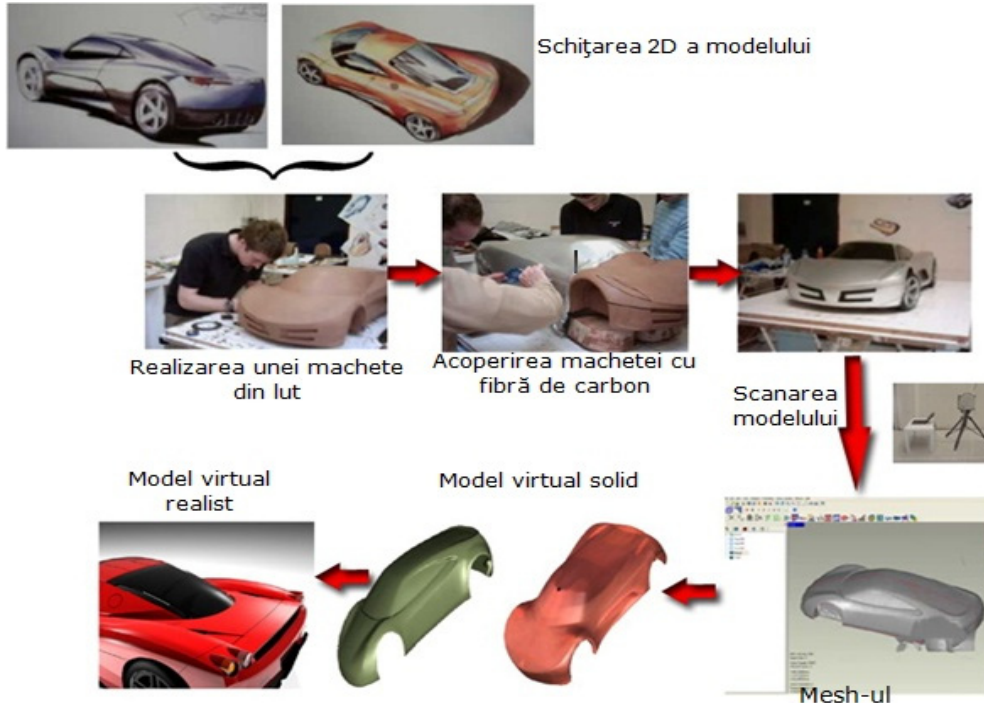 Schiţarea 2D a modelului
Realizarea unei machete
din lut
Acoperirea machetei cu
fibră de carbon
Scanarea
modelului
Model virtual
realist
Model virtual solid
Mesh-ul